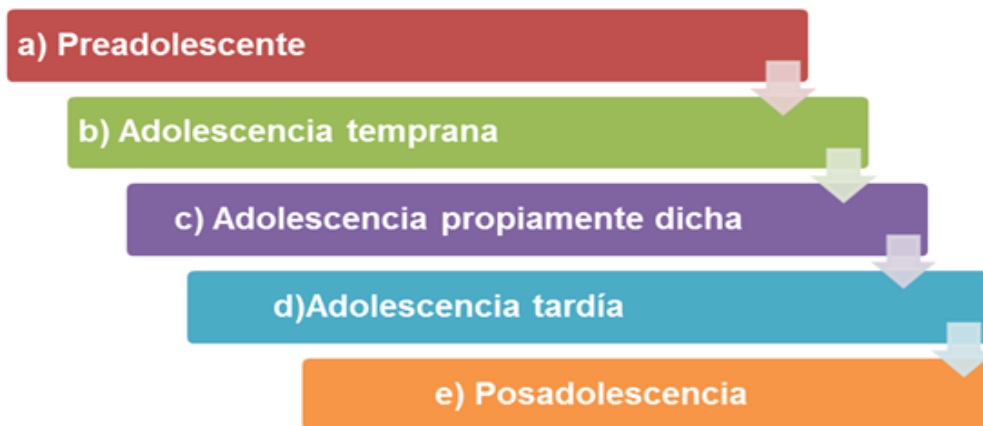 a) Preadolescente
b) Adolescencia temprana
c) Adolescencia propiamente dicha
d)Adolescencia tardía
e) Posadolescencia